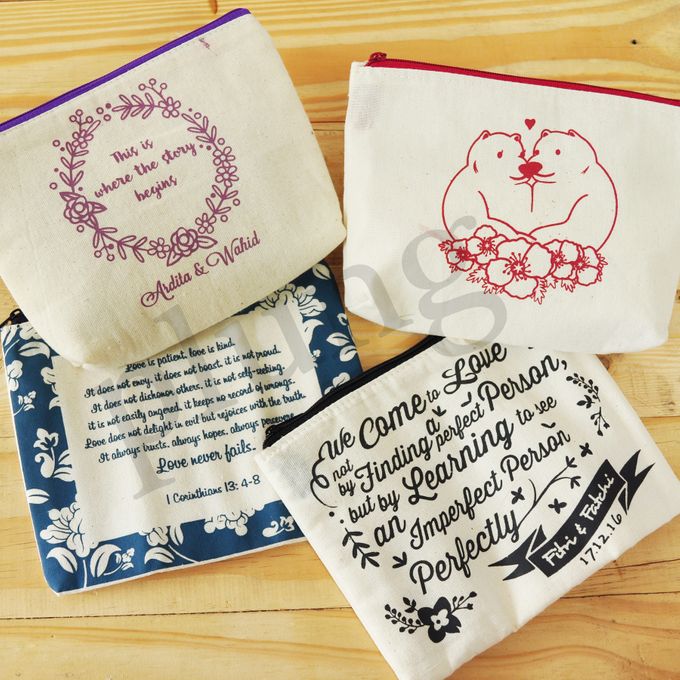 This is
where the story
begins
Ardita & Wahid
Love is patient, love is kind.
It does not envy, it does not boast, it is not proud.
It does not dishonor others, it is not self-seeking,
it is not easily angered, it keeps no record of wrongs.
Love does not delight in evil but rejoices with the truth.
It always trusts, always hopes, always persevere
Love never fails.
1 Corinthians 13: 4-8
We Come to Love
not by Finding a perfect Person,
but by Learning to see
an Imperfect Person
Perfectly
Fitri & Fakhi
17.12.16